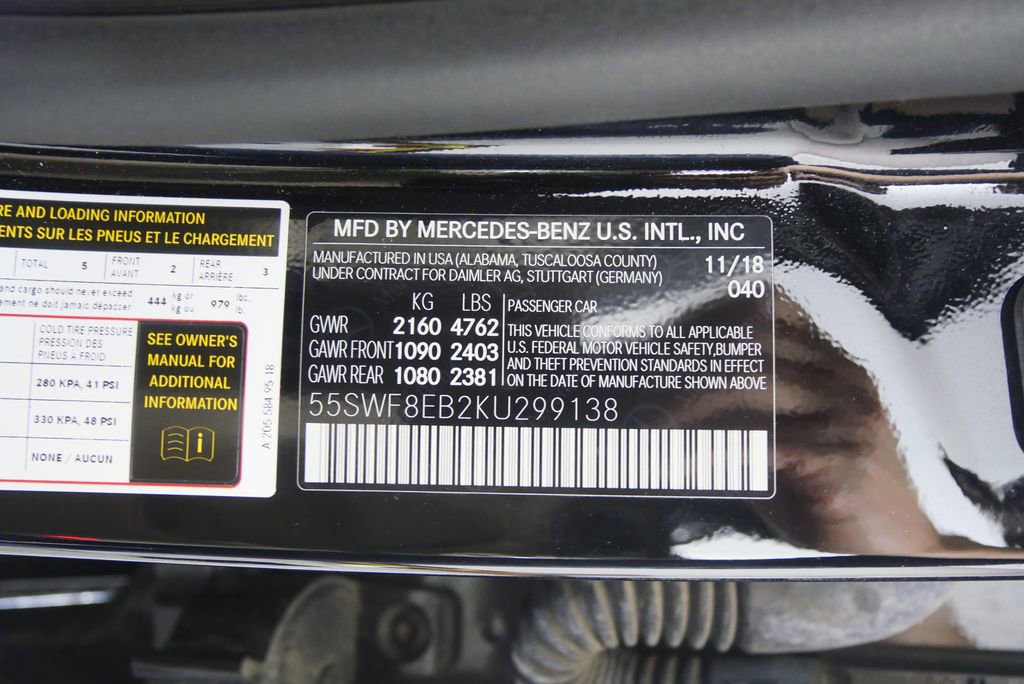 RE AND LOADING INFORMATION
ENTS SUR LES PNEUS ET LE CHARGEMENT
TOTAL 5 FRONT AVANT 2 REAR ARRIÈRE 3
and cargo should never exceed
ement ne doit jamais dépasser
444 kg or kg ou 979 lbs. lb.
COLD TIRE PRESSURE
PRESSION DES
PNEUS À FROID
280 KPA, 41 PSI
330 KPA, 48 PSI
NONE / AUCUN
SEE OWNER'S
MANUAL FOR
ADDITIONAL
INFORMATION
i
A 205 584 95 18
MFD BY MERCEDES-BENZ U.S. INTL., INC
MANUFACTURED IN USA (ALABAMA, TUSCALOOSA COUNTY)
UNDER CONTRACT FOR DAIMLER AG, STUTTGART (GERMANY)
11/18
040
KG LBS
GWR 2160 4762
GAWR FRONT 1090 2403
GAWR REAR 1080 2381
PASSENGER CAR
THIS VEHICLE CONFORMS TO ALL APPLICABLE
U.S. FEDERAL MOTOR VEHICLE SAFETY,BUMPER
AND THEFT PREVENTION STANDARDS IN EFFECT
ON THE DATE OF MANUFACTURE SHOWN ABOVE
55SWF8EB2KU299138